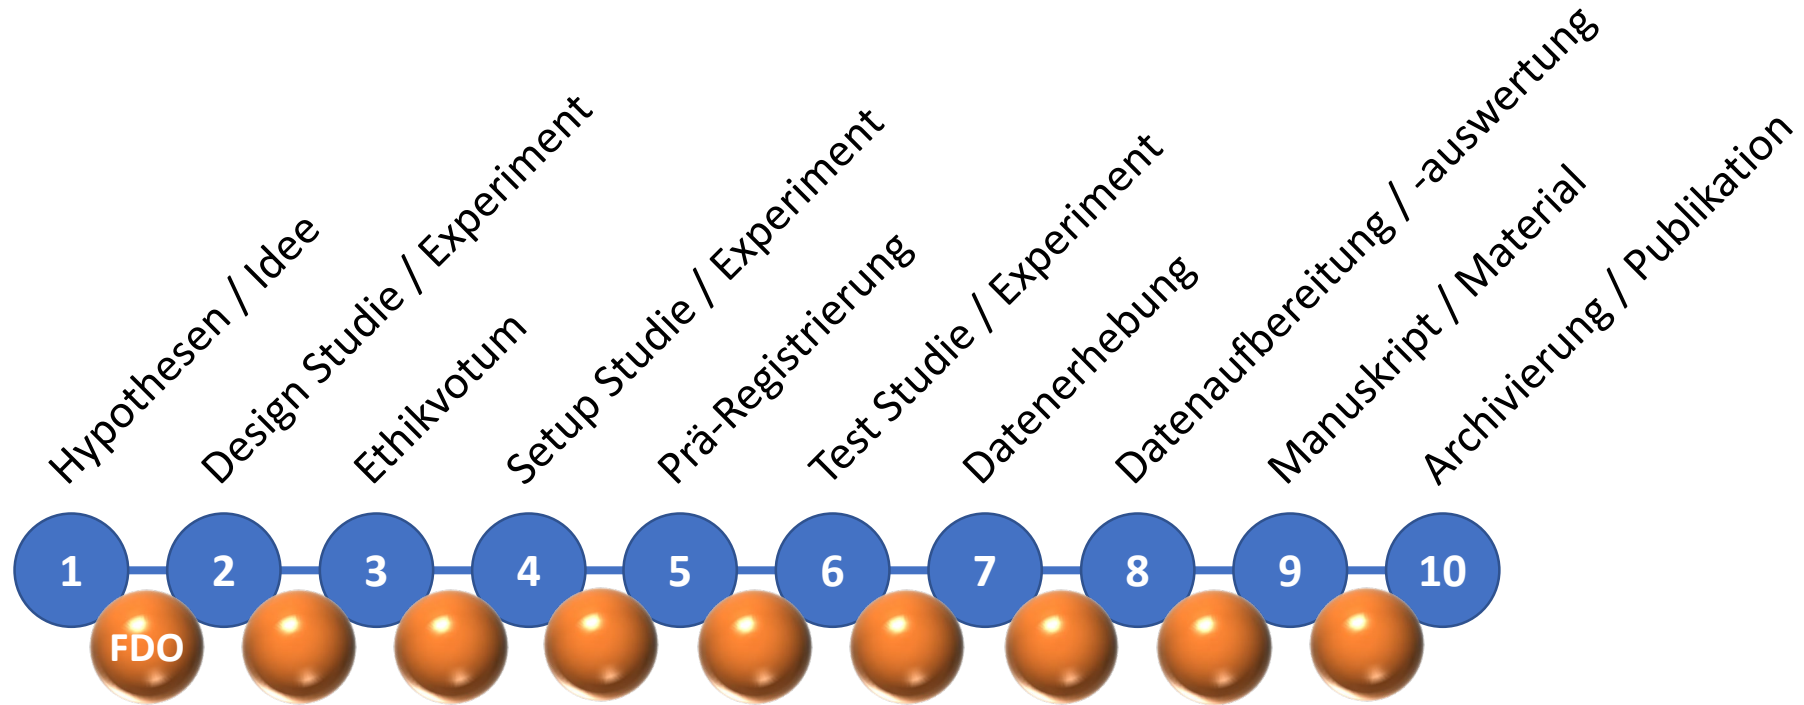 Hypothesen / Idee
Design Studie / Experiment
Ethikvotum
Setup Studie / Experiment
Prä-Registrierung
Test Studie / Experiment
Datenerhebung
Datenaufbereitung / -auswertung
Manuskript / Material
Archivierung / Publikation
1 2 3 4 5 6 7 8 9 10
FDO